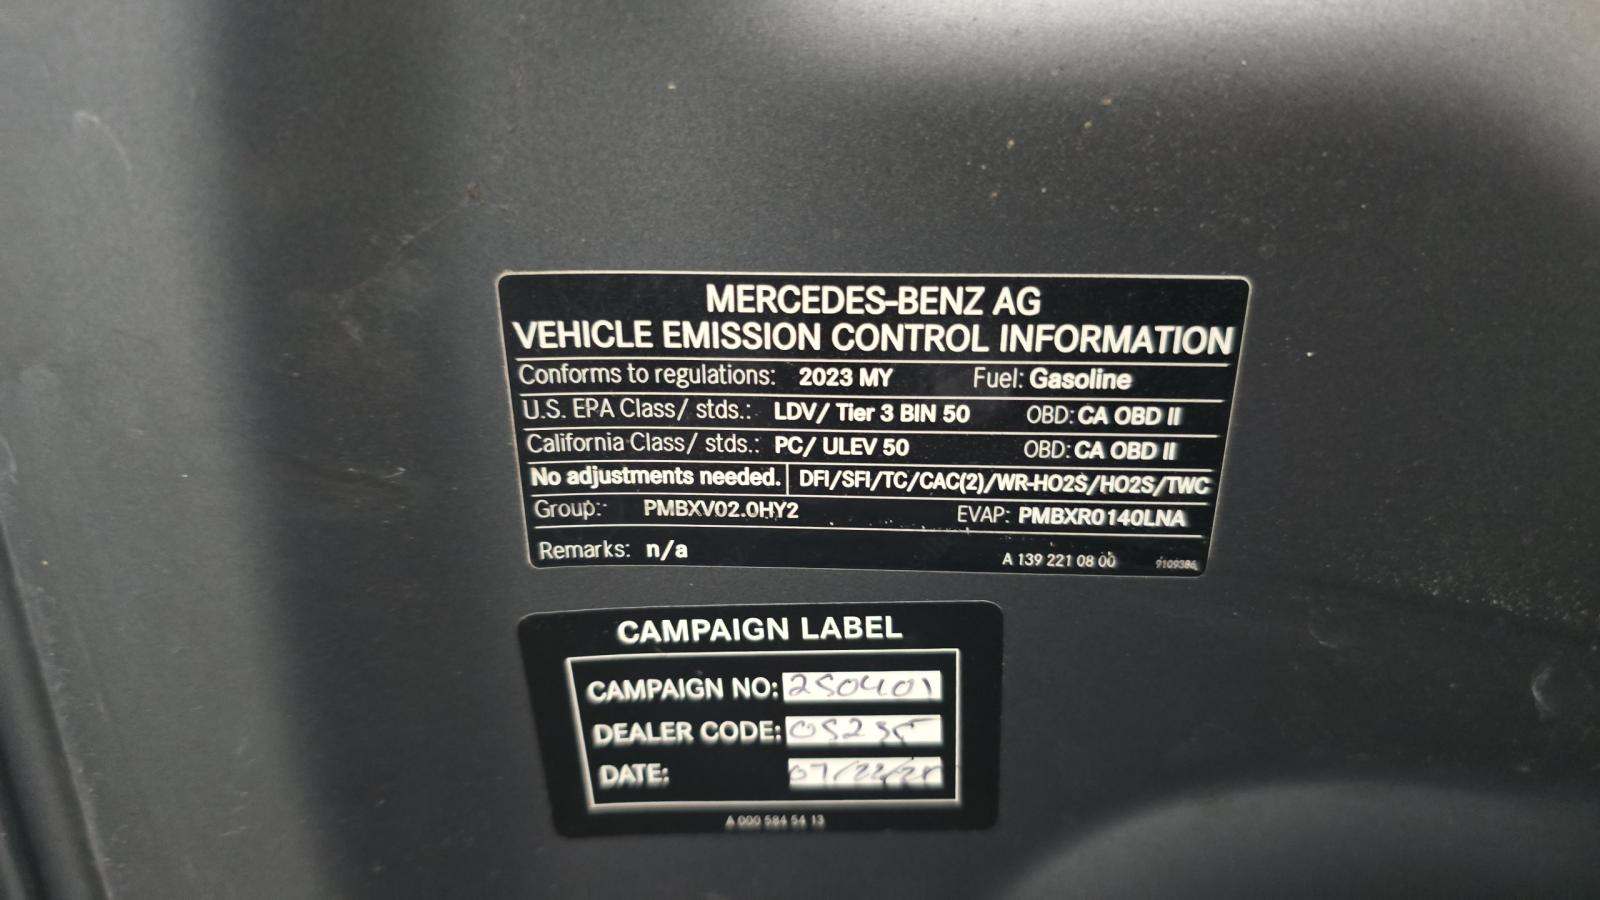 MERCEDES-BENZ AG
VEHICLE EMISSION CONTROL INFORMATION
Conforms to regulations: 2023 MY Fuel: Gasoline
U.S. EPA Class/ stds.: LDV/ Tier 3 BIN 50 OBD: CA OBD II
California Class/ stds.: PC/ ULEV 50 OBD: CA OBD II
No adjustments needed. DFI/SFI/TC/CAC(2)/WR-HO2S/HO2S/TWC
Group: PMBXV02.0HY2 EVAP: PMBXR0140LNA
Remarks: n/a A 139 221 08 00
CAMPAIGN LABEL
CAMPAIGN NO: 250401
DEALER CODE: 05235
DATE:
A 000 584 54 13